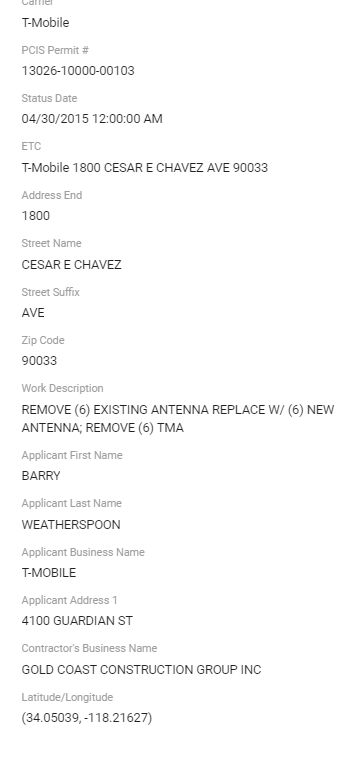 Carrier
T-Mobile
PCIS Permit #
13026-10000-00103
Status Date
04/30/2015 12:00:00 AM
ETC
T-Mobile 1800 CESAR E CHAVEZ AVE 90033
Address End
1800
Street Name
CESAR E CHAVEZ
Street Suffix
AVE
Zip Code
90033
Work Description
REMOVE (6) EXISTING ANTENNA REPLACE W/ (6) NEW
ANTENNA; REMOVE (6) TMA
Applicant First Name
BARRY
Applicant Last Name
WEATHERSPOON
Applicant Business Name
T-MOBILE
Applicant Address 1
4100 GUARDIAN ST
Contractor's Business Name
GOLD COAST CONSTRUCTION GROUP INC
Latitude/Longitude
(34.05039, -118.21627)